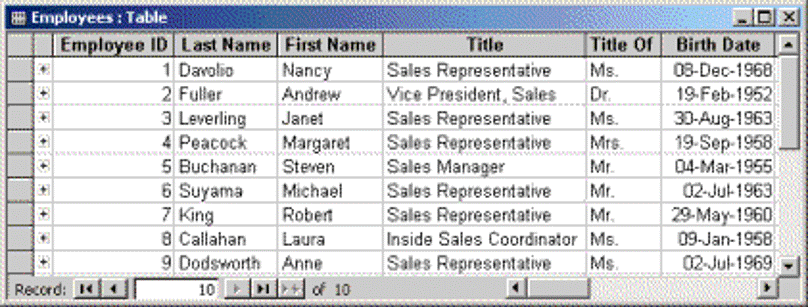 Employees : Table
Employee ID Last Name First Name Title Title Of Birth Date
1 Davolio Nancy Sales Representative Ms. 08-Dec-1968
2 Fuller Andrew Vice President, Sales Dr. 19-Feb-1952
3 Leverling Janet Sales Representative Ms. 30-Aug-1963
4 Peacock Margaret Sales Representative Mrs. 19-Sep-1958
5 Buchanan Steven Sales Manager Mr. 04-Mar-1955
6 Suyama Michael Sales Representative Mr. 02-Jul-1963
7 King Robert Sales Representative Mr. 29-May-1960
8 Callahan Laura Inside Sales Coordinator Ms. 09-Jan-1958
9 Dodsworth Anne Sales Representative Ms. 02-Jul-1969
Record: 10 of 10